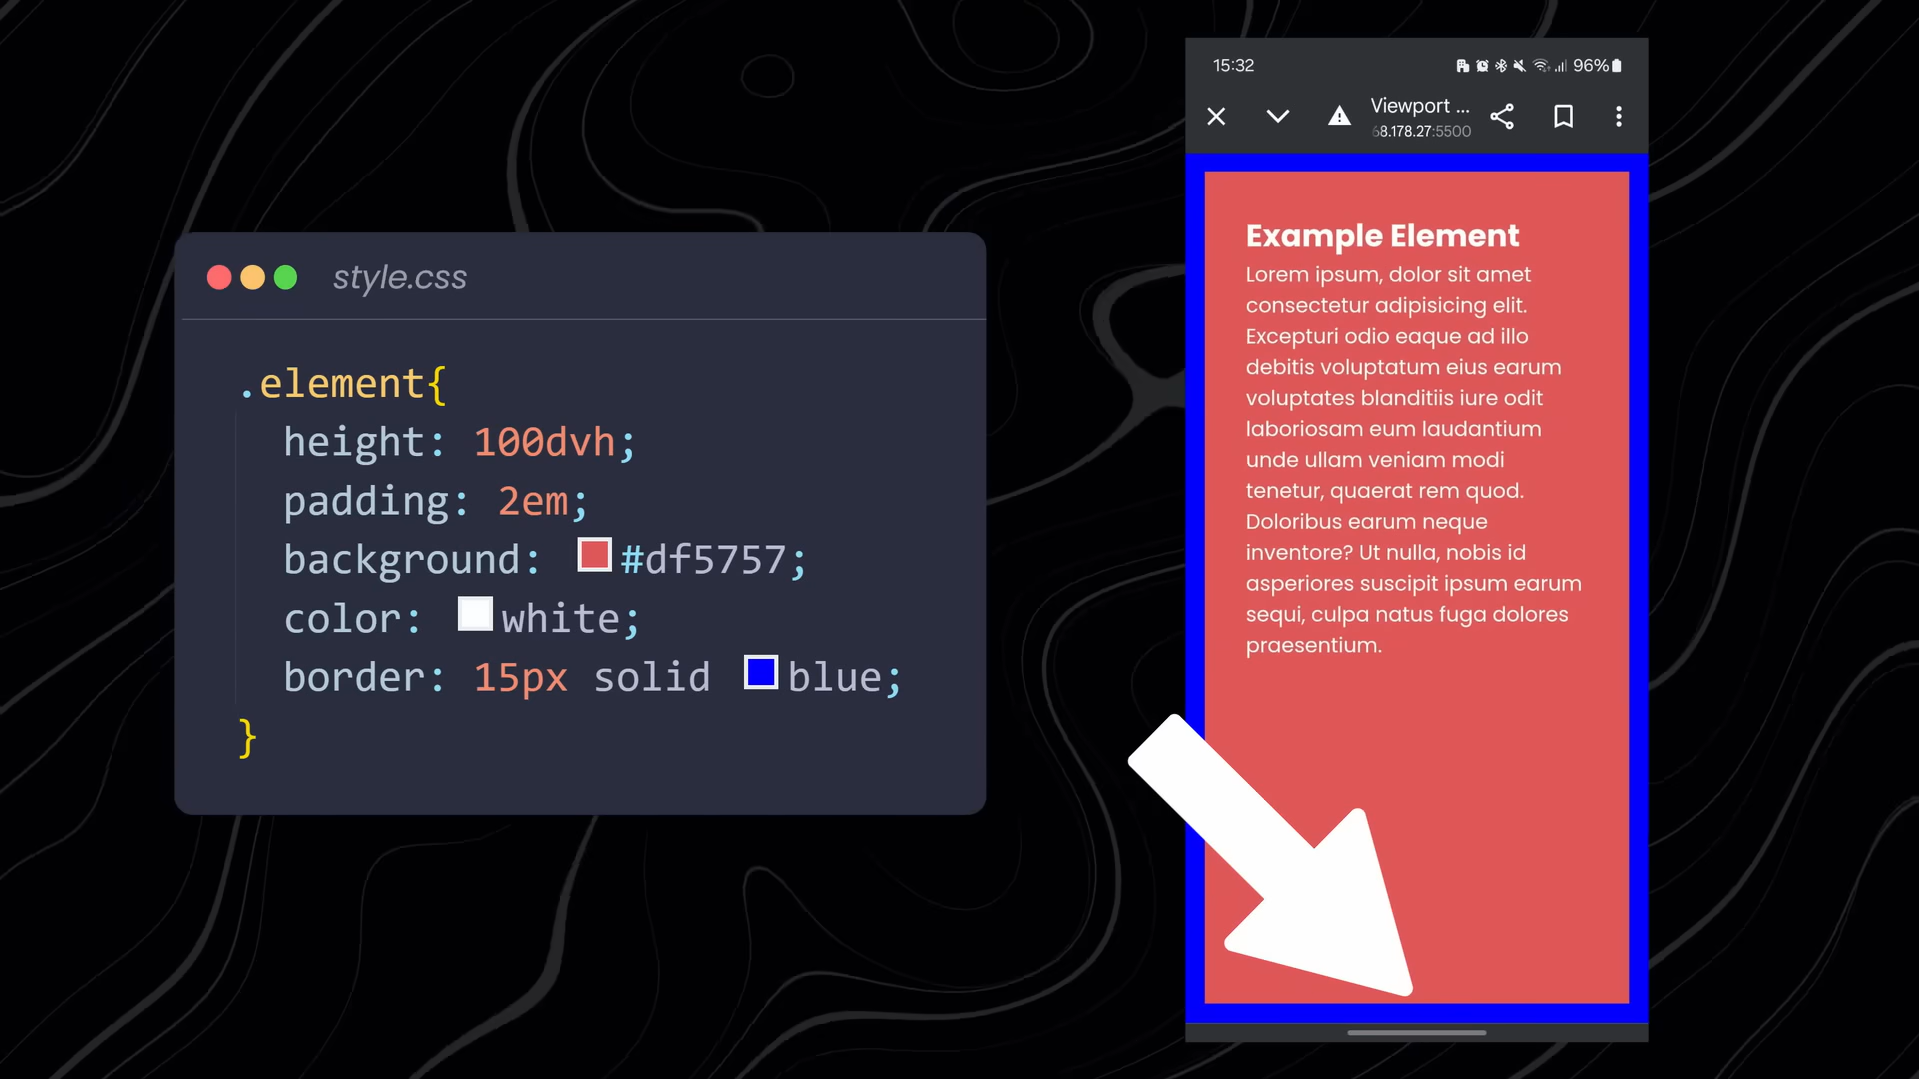 style.css
.element{
height: 100dvh;
padding: 2em;
background: #df5757;
color: white;
border: 15px solid blue;
}
15:32
96%
Viewport ...
68.178.27:5500
Example Element
Lorem ipsum, dolor sit amet
consectetur adipisicing elit.
Excepturi odio eaque ad illo
debitis voluptatum eius earum
voluptates blanditiis iure odit
laboriosam eum laudantium
unde ullam veniam modi
tenetur, quaerat rem quod.
Doloribus earum neque
inventore? Ut nulla, nobis id
asperiores suscipit ipsum earum
sequi, culpa natus fuga dolores
praesentium.